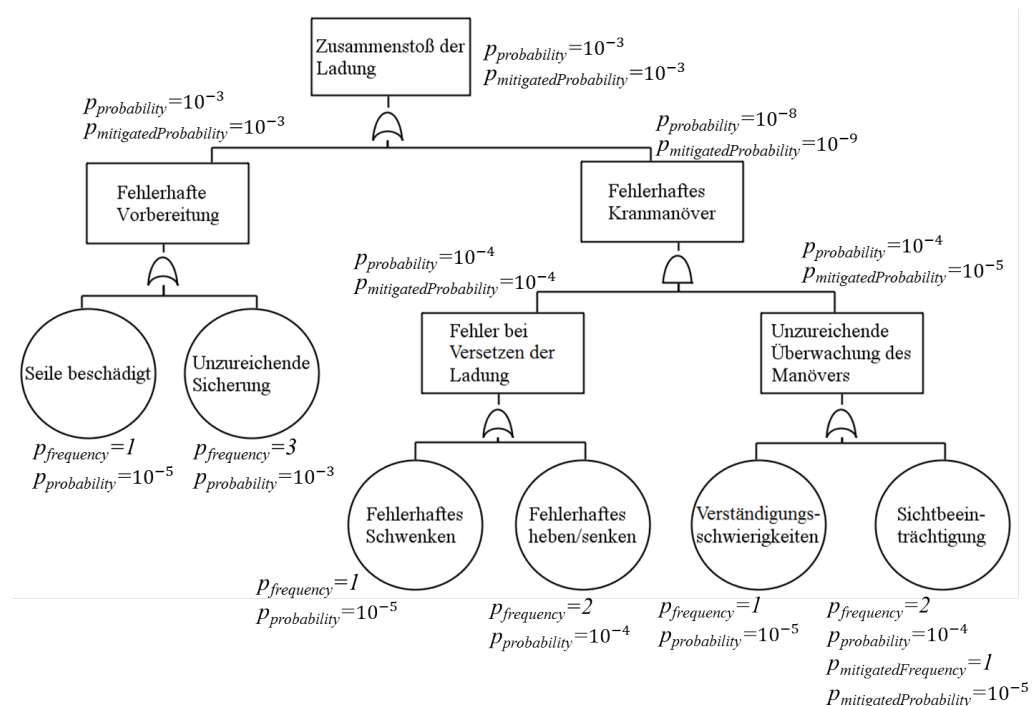 Zusammenstoß der
Ladung
p_probability=10⁻³
p_mitigatedProbability=10⁻³
p_probability=10⁻³
p_mitigatedProbability=10⁻³
p_probability=10⁻⁸
p_mitigatedProbability=10⁻⁹
Fehlerhafte
Vorbereitung
Fehlerhaftes
Kranmanöver
p_probability=10⁻⁴
p_mitigatedProbability=10⁻⁴
p_probability=10⁻⁴
p_mitigatedProbability=10⁻⁵
Seile beschädigt
Unzureichende
Sicherung
Fehler bei
Versetzen der
Ladung
Unzureichende
Überwachung des
Manövers
p_frequency=1
p_probability=10⁻⁵
p_frequency=3
p_probability=10⁻³
Fehlerhaftes
Schwenken
Fehlerhaftes
heben/senken
Verständigungs-
schwierigkeiten
Sichtbeein-
trächtigung
p_frequency=1
p_probability=10⁻⁵
p_frequency=2
p_probability=10⁻⁴
p_frequency=1
p_probability=10⁻⁵
p_frequency=2
p_probability=10⁻⁴
p_mitigatedFrequency=1
p_mitigatedProbability=10⁻⁵